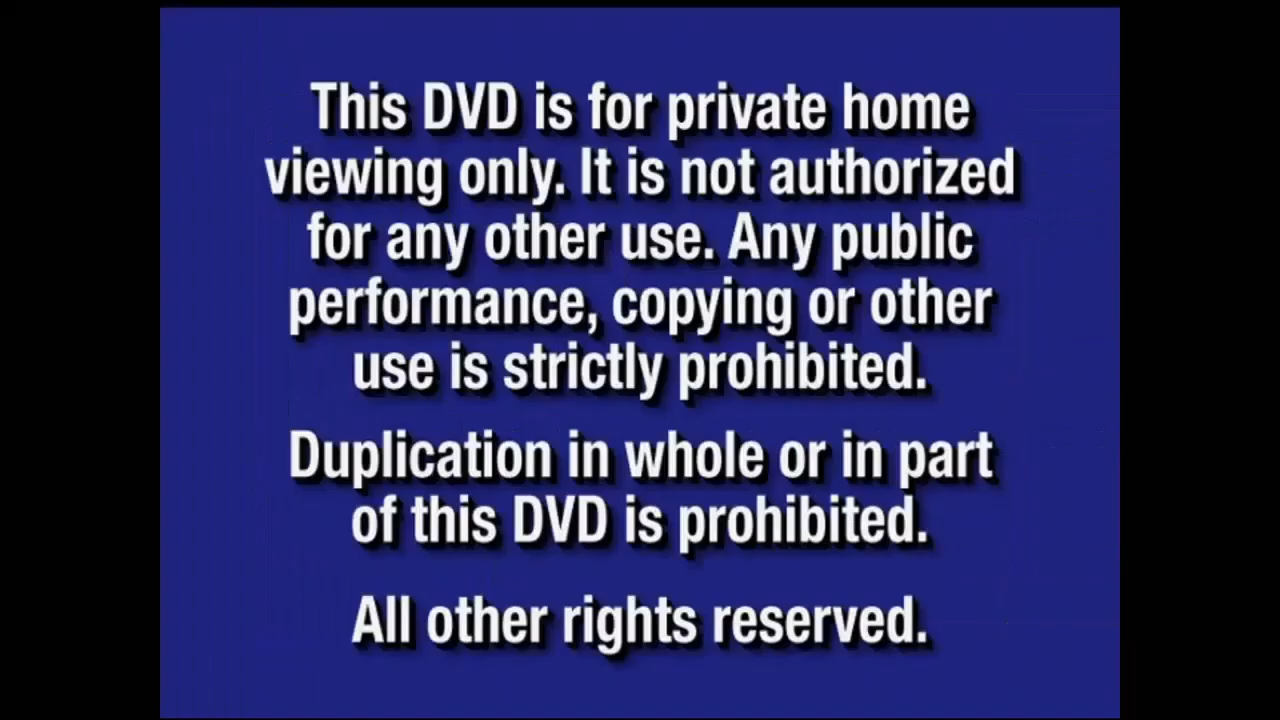 This DVD is for private home
viewing only. It is not authorized
for any other use. Any public
performance, copying or other
use is strictly prohibited.
Duplication in whole or in part
of this DVD is prohibited.
All other rights reserved.